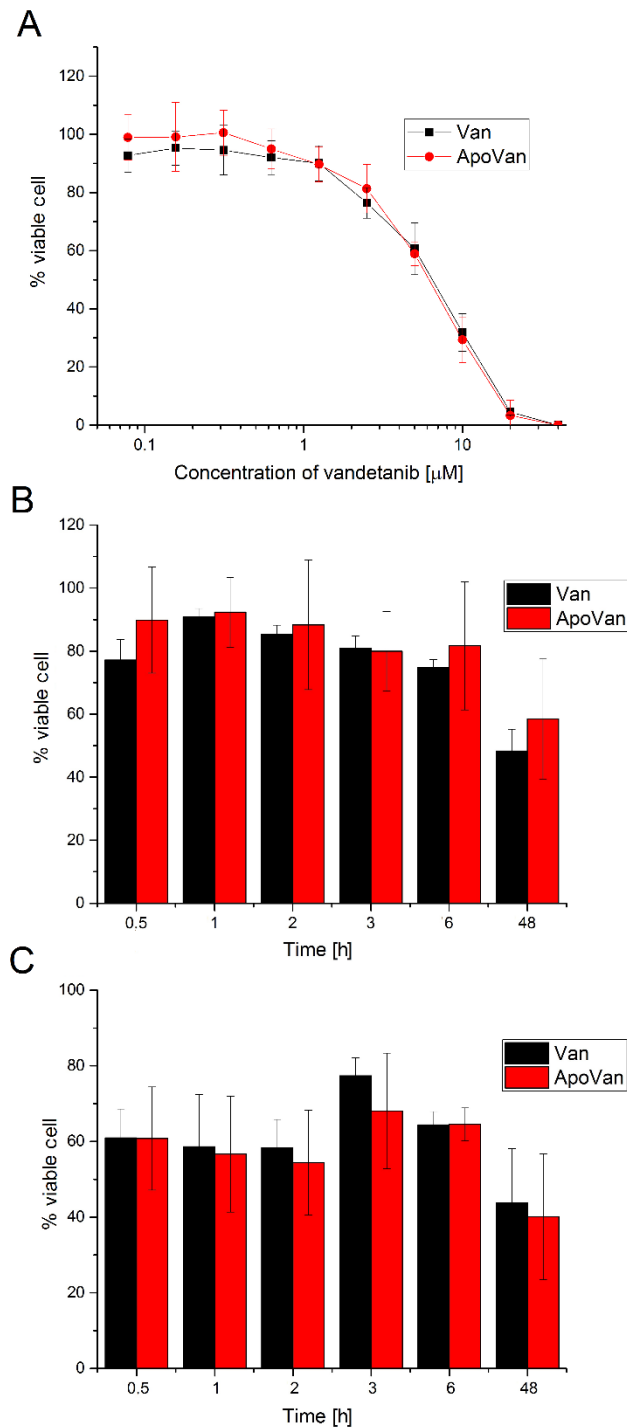 A
120
100
80
60
40
20
0
% viable cell
Van
ApoVan
0.1
1
10
Concentration of vandetanib [μM]
B
120
100
80
60
40
20
0
% viable cell
Van
ApoVan
0.5
1
2
3
6
48
Time [h]
C
100
80
60
40
20
0
% viable cell
Van
ApoVan
0.5
1
2
3
6
48
Time [h]